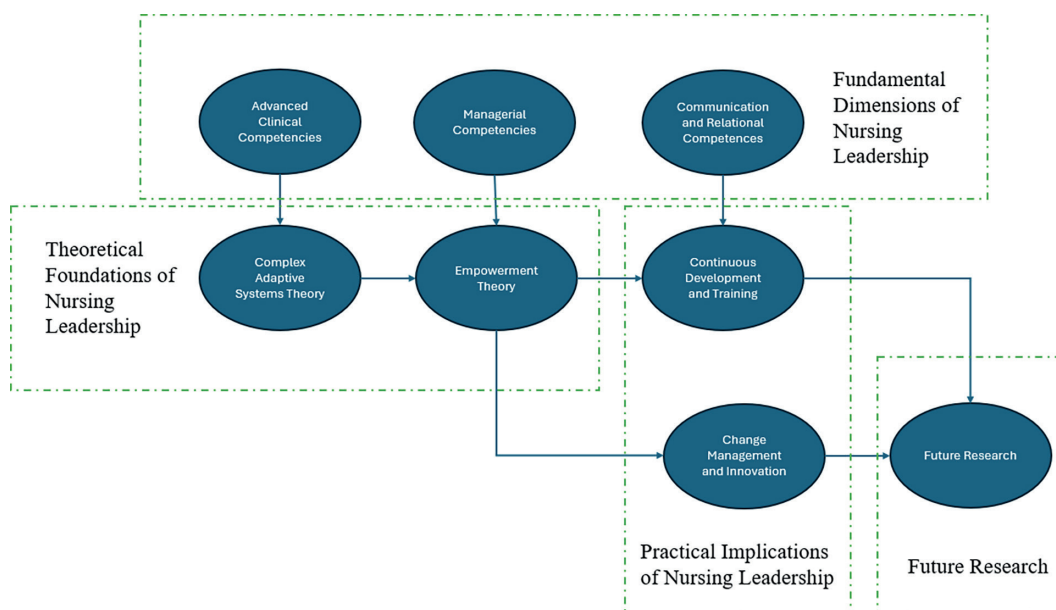 Advanced
Clinical
Competencies
Managerial
Competencies
Communication
and Relational
Competences
Fundamental
Dimensions of
Nursing
Leadership
Theoretical
Foundations of
Nursing
Leadership
Complex
Adaptive
Systems Theory
Empowerment
Theory
Continuous
Development
and Training
Change
Management
and Innovation
Future Research
Practical Implications
of Nursing Leadership
Future Research